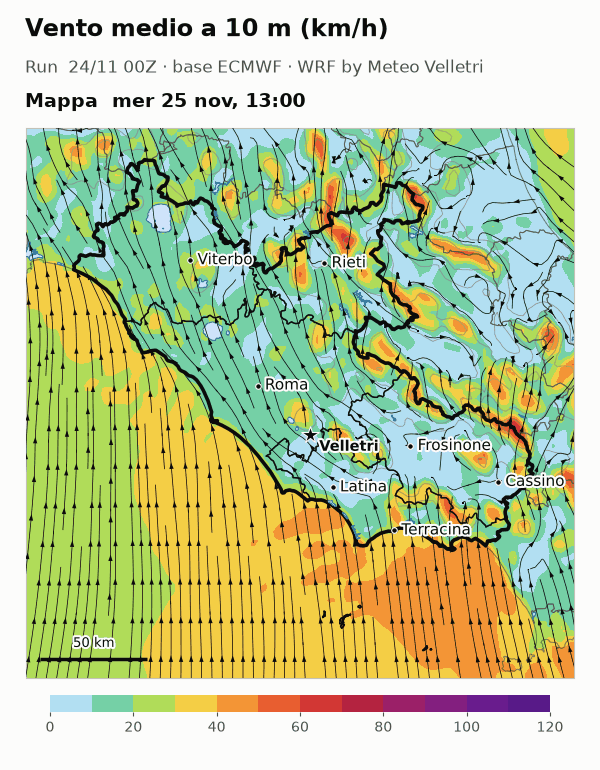 Vento medio a 10 m (km/h)
Run 24/11 00Z · base ECMWF · WRF by Meteo Velletri
Mappa mer 25 nov, 13:00
Viterbo
Rieti
Roma
Velletri
Frosinone
Latina
Cassino
Terracina
50 km
0 20 40 60 80 100 120